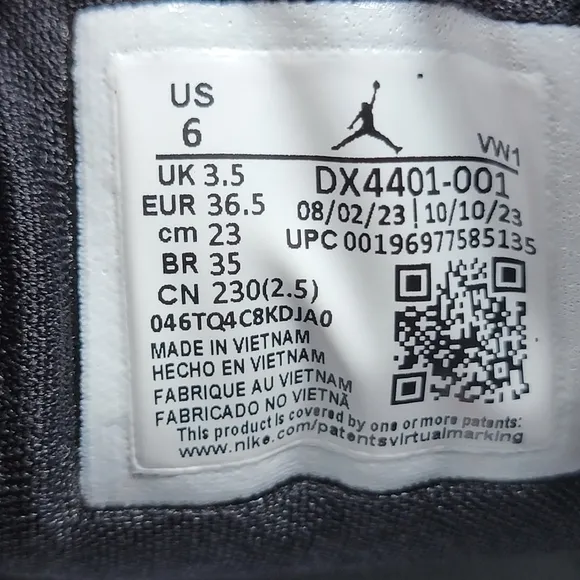 US
6
VW1
UK 3.5
DX4401-001
EUR 36.5
08/02/23 | 10/10/23
cm 23
UPC 00196977585135
BR 35
CN 230(2.5)
046TQ4C8KDJA0
MADE IN VIETNAM
HECHO EN VIETNAM
FABRIQUE AU VIETNAM
FABRICADO NO VIETNÃ
This product is covered by one or more patents:
www.nike.com/patentsvirtualmarking